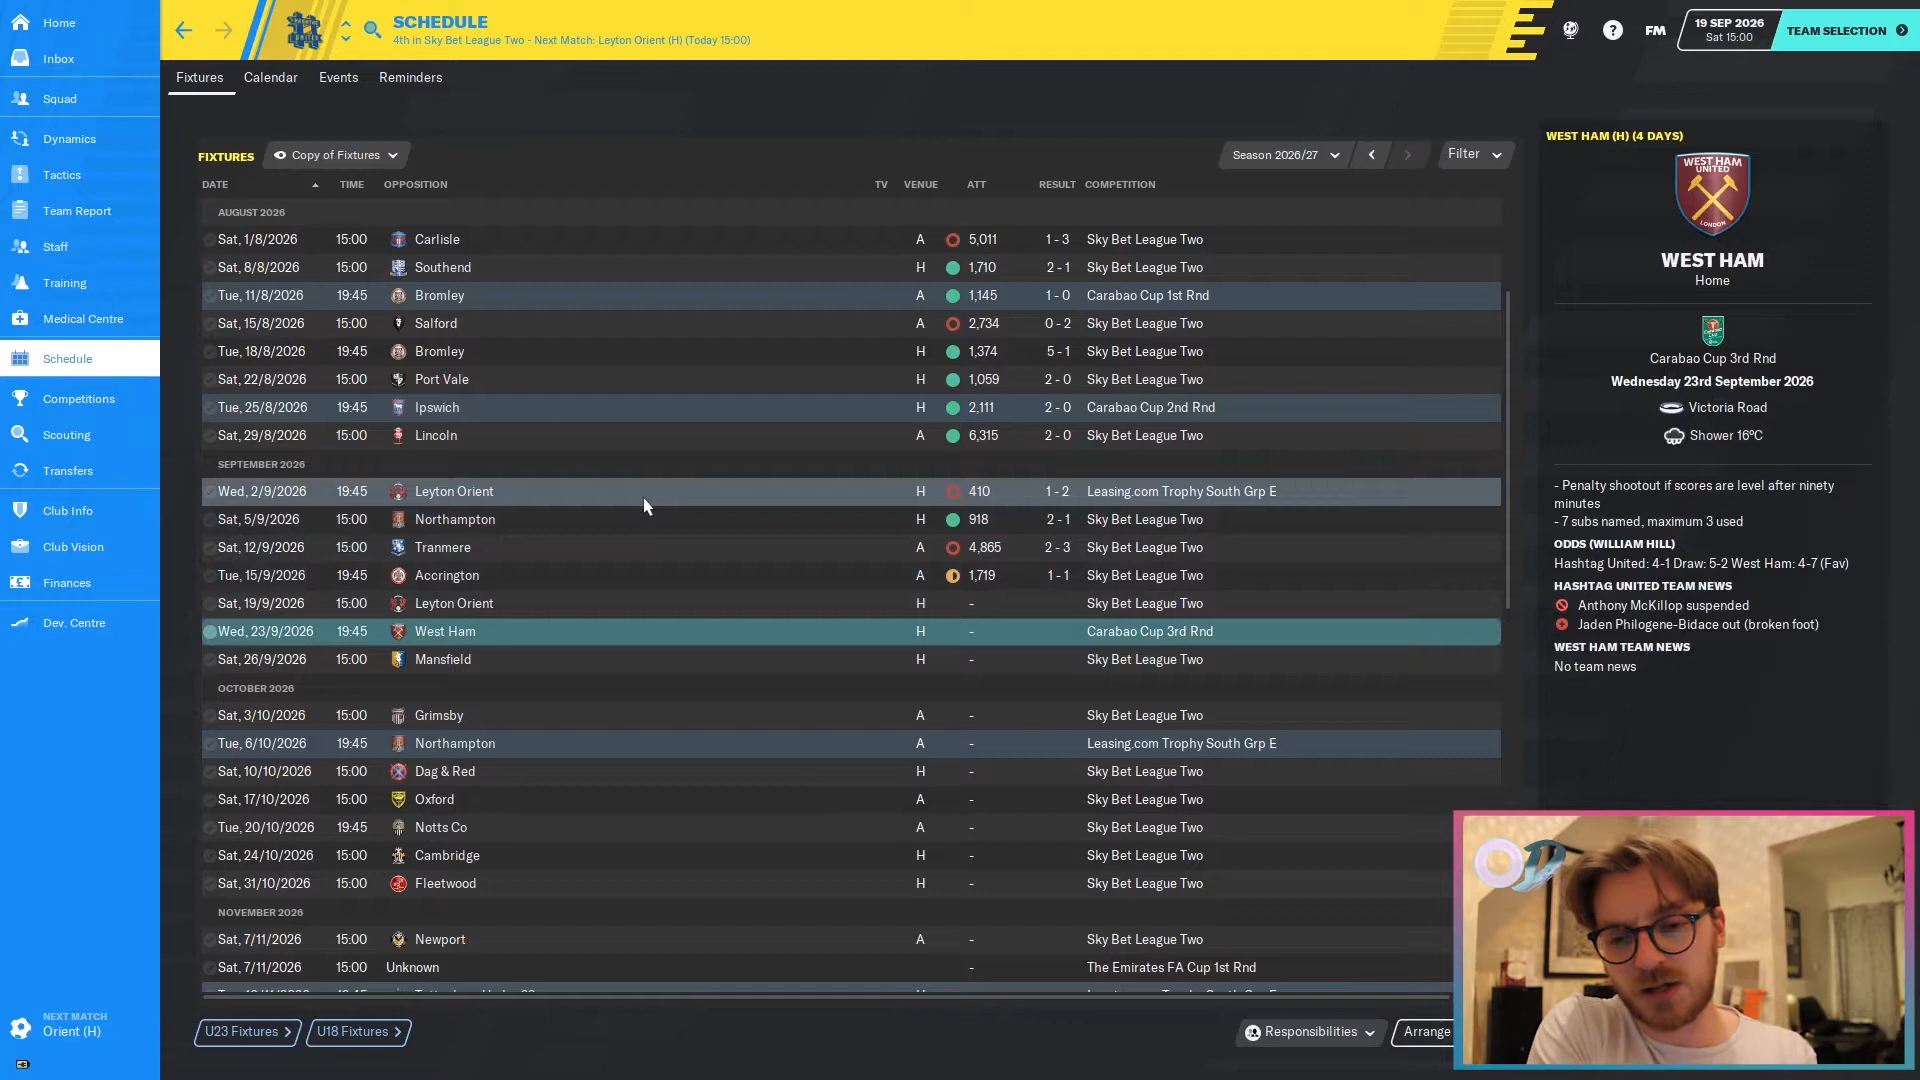 Home
Inbox
Squad
Dynamics
Tactics
Team Report
Staff
Training
Medical Centre
Schedule
Competitions
Scouting
Transfers
Club Info
Club Vision
Finances
Dev. Centre
NEXT MATCH
Orient (H)
SCHEDULE
4th in Sky Bet League Two - Next Match: Leyton Orient (H) (Today 15:00)
FM
19 SEP 2026
Sat 15:00
TEAM SELECTION
Fixtures Calendar Events Reminders
FIXTURES Copy of Fixtures Season 2026/27 Filter
DATE TIME OPPOSITION TV VENUE ATT RESULT COMPETITION
AUGUST 2026
Sat, 1/8/2026 15:00 Carlisle A 5,011 1 - 3 Sky Bet League Two
Sat, 8/8/2026 15:00 Southend H 1,710 2 - 1 Sky Bet League Two
Tue, 11/8/2026 19:45 Bromley A 1,145 1 - 0 Carabao Cup 1st Rnd
Sat, 15/8/2026 15:00 Salford A 2,734 0 - 2 Sky Bet League Two
Tue, 18/8/2026 19:45 Bromley H 1,374 5 - 1 Sky Bet League Two
Sat, 22/8/2026 15:00 Port Vale H 1,059 2 - 0 Sky Bet League Two
Tue, 25/8/2026 19:45 Ipswich H 2,111 2 - 0 Carabao Cup 2nd Rnd
Sat, 29/8/2026 15:00 Lincoln A 6,315 2 - 0 Sky Bet League Two
SEPTEMBER 2026
Wed, 2/9/2026 19:45 Leyton Orient H 410 1 - 2 Leasing.com Trophy South Grp E
Sat, 5/9/2026 15:00 Northampton H 918 2 - 1 Sky Bet League Two
Sat, 12/9/2026 15:00 Tranmere A 4,865 2 - 3 Sky Bet League Two
Tue, 15/9/2026 19:45 Accrington A 1,719 1 - 1 Sky Bet League Two
Sat, 19/9/2026 15:00 Leyton Orient H - Sky Bet League Two
Wed, 23/9/2026 19:45 West Ham H - Carabao Cup 3rd Rnd
Sat, 26/9/2026 15:00 Mansfield H - Sky Bet League Two
OCTOBER 2026
Sat, 3/10/2026 15:00 Grimsby A - Sky Bet League Two
Tue, 6/10/2026 19:45 Northampton A - Leasing.com Trophy South Grp E
Sat, 10/10/2026 15:00 Dag & Red H - Sky Bet League Two
Sat, 17/10/2026 15:00 Oxford A - Sky Bet League Two
Tue, 20/10/2026 19:45 Notts Co A - Sky Bet League Two
Sat, 24/10/2026 15:00 Cambridge H - Sky Bet League Two
Sat, 31/10/2026 15:00 Fleetwood H - Sky Bet League Two
NOVEMBER 2026
Sat, 7/11/2026 15:00 Newport A - Sky Bet League Two
Sat, 7/11/2026 15:00 Unknown - The Emirates FA Cup 1st Rnd
U23 Fixtures U18 Fixtures Responsibilities Arrange
WEST HAM (H) (4 DAYS)
WEST HAM
UNITED
LONDON
WEST HAM
Home
Carabao Cup 3rd Rnd
Wednesday 23rd September 2026
Victoria Road
Shower 16ºC
- Penalty shootout if scores are level after ninety
minutes
- 7 subs named, maximum 3 used
ODDS (WILLIAM HILL)
Hashtag United: 4-1 Draw: 5-2 West Ham: 4-7 (Fav)
HASHTAG UNITED TEAM NEWS
Anthony McKillop suspended
Jaden Philogene-Bidace out (broken foot)
WEST HAM TEAM NEWS
No team news